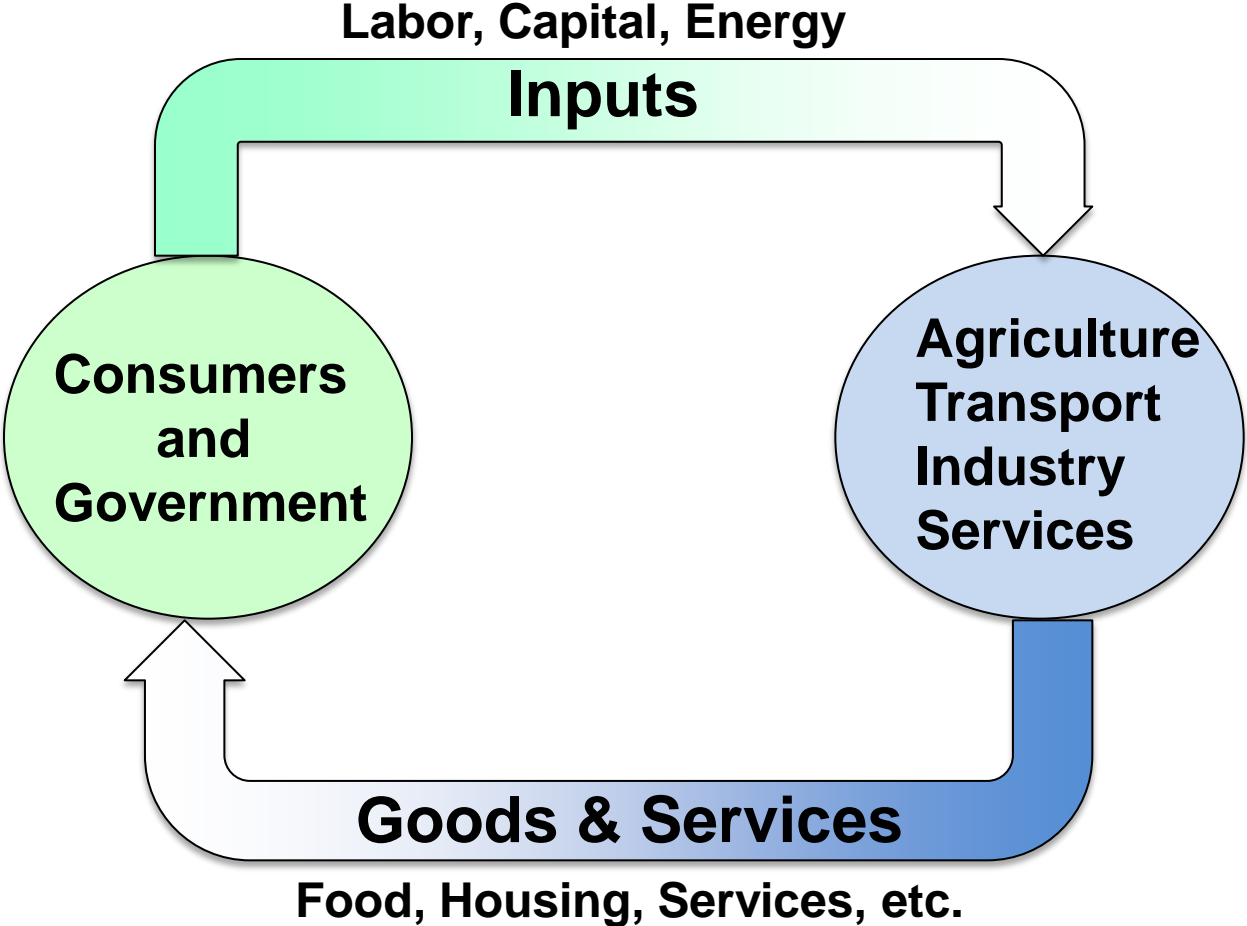 Labor, Capital, Energy
Inputs
Consumers
and
Government
Agriculture
Transport
Industry
Services
Goods & Services
Food, Housing, Services, etc.